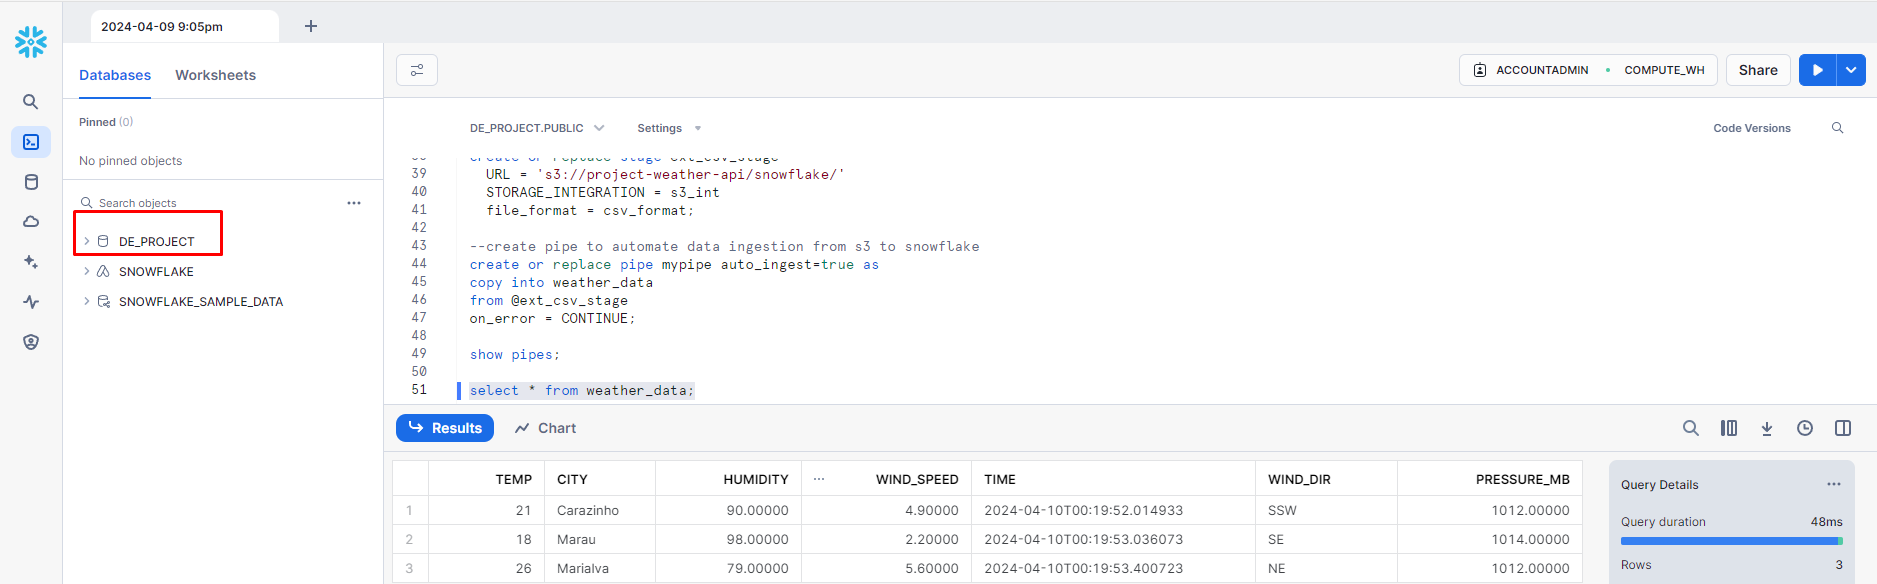 2024-04-09 9:05pm
Databases Worksheets
Pinned (0)
No pinned objects
Search objects
DE_PROJECT
SNOWFLAKE
SNOWFLAKE_SAMPLE_DATA
ACCOUNTADMIN • COMPUTE_WH
Share
DE_PROJECT.PUBLIC Settings
Code Versions
create or replace stage ext_csv_stage
39 URL = 's3://project-weather-api/snowflake/'
40 STORAGE_INTEGRATION = s3_int
41 file_format = csv_format;
42
43 --create pipe to automate data ingestion from s3 to snowflake
44 create or replace pipe mypipe auto_ingest=true as
45 copy into weather_data
46 from @ext_csv_stage
47 on_error = CONTINUE;
48
49 show pipes;
50
51 select * from weather_data;
Results Chart
TEMP CITY HUMIDITY ... WIND_SPEED TIME WIND_DIR PRESSURE_MB
1 21 Carazinho 90.00000 4.90000 2024-04-10T00:19:52.014933 SSW 1012.00000
2 18 Marau 98.00000 2.20000 2024-04-10T00:19:53.036073 SE 1014.00000
3 26 Marialva 79.00000 5.60000 2024-04-10T00:19:53.400723 NE 1012.00000
Query Details ...
Query duration 48ms
Rows 3